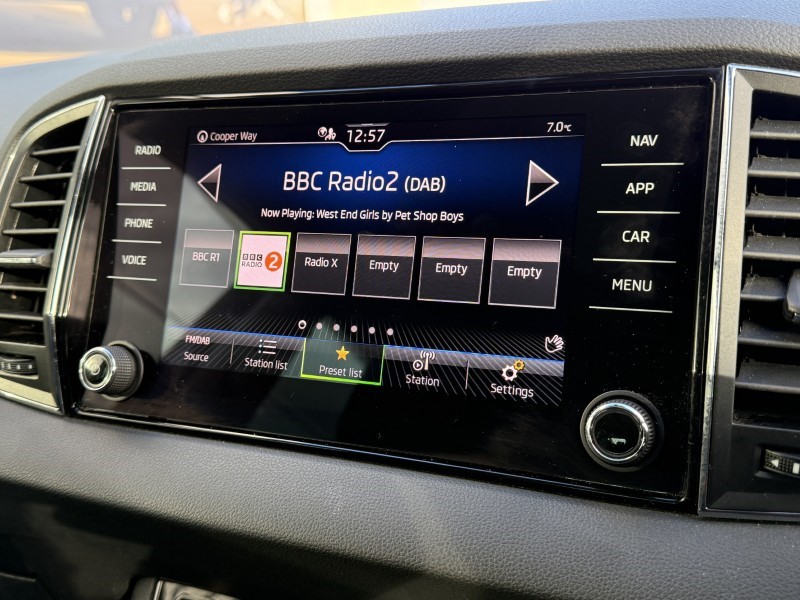 Cooper Way
12:57
7.0°C
RADIO
MEDIA
PHONE
VOICE
NAV
APP
CAR
MENU
BBC Radio2 (DAB)
Now Playing: West End Girls by Pet Shop Boys
BBC R1
BBC
RADIO 2
Radio X
Empty
Empty
Empty
FM/DAB
Source
Station list
Preset list
Station
Settings